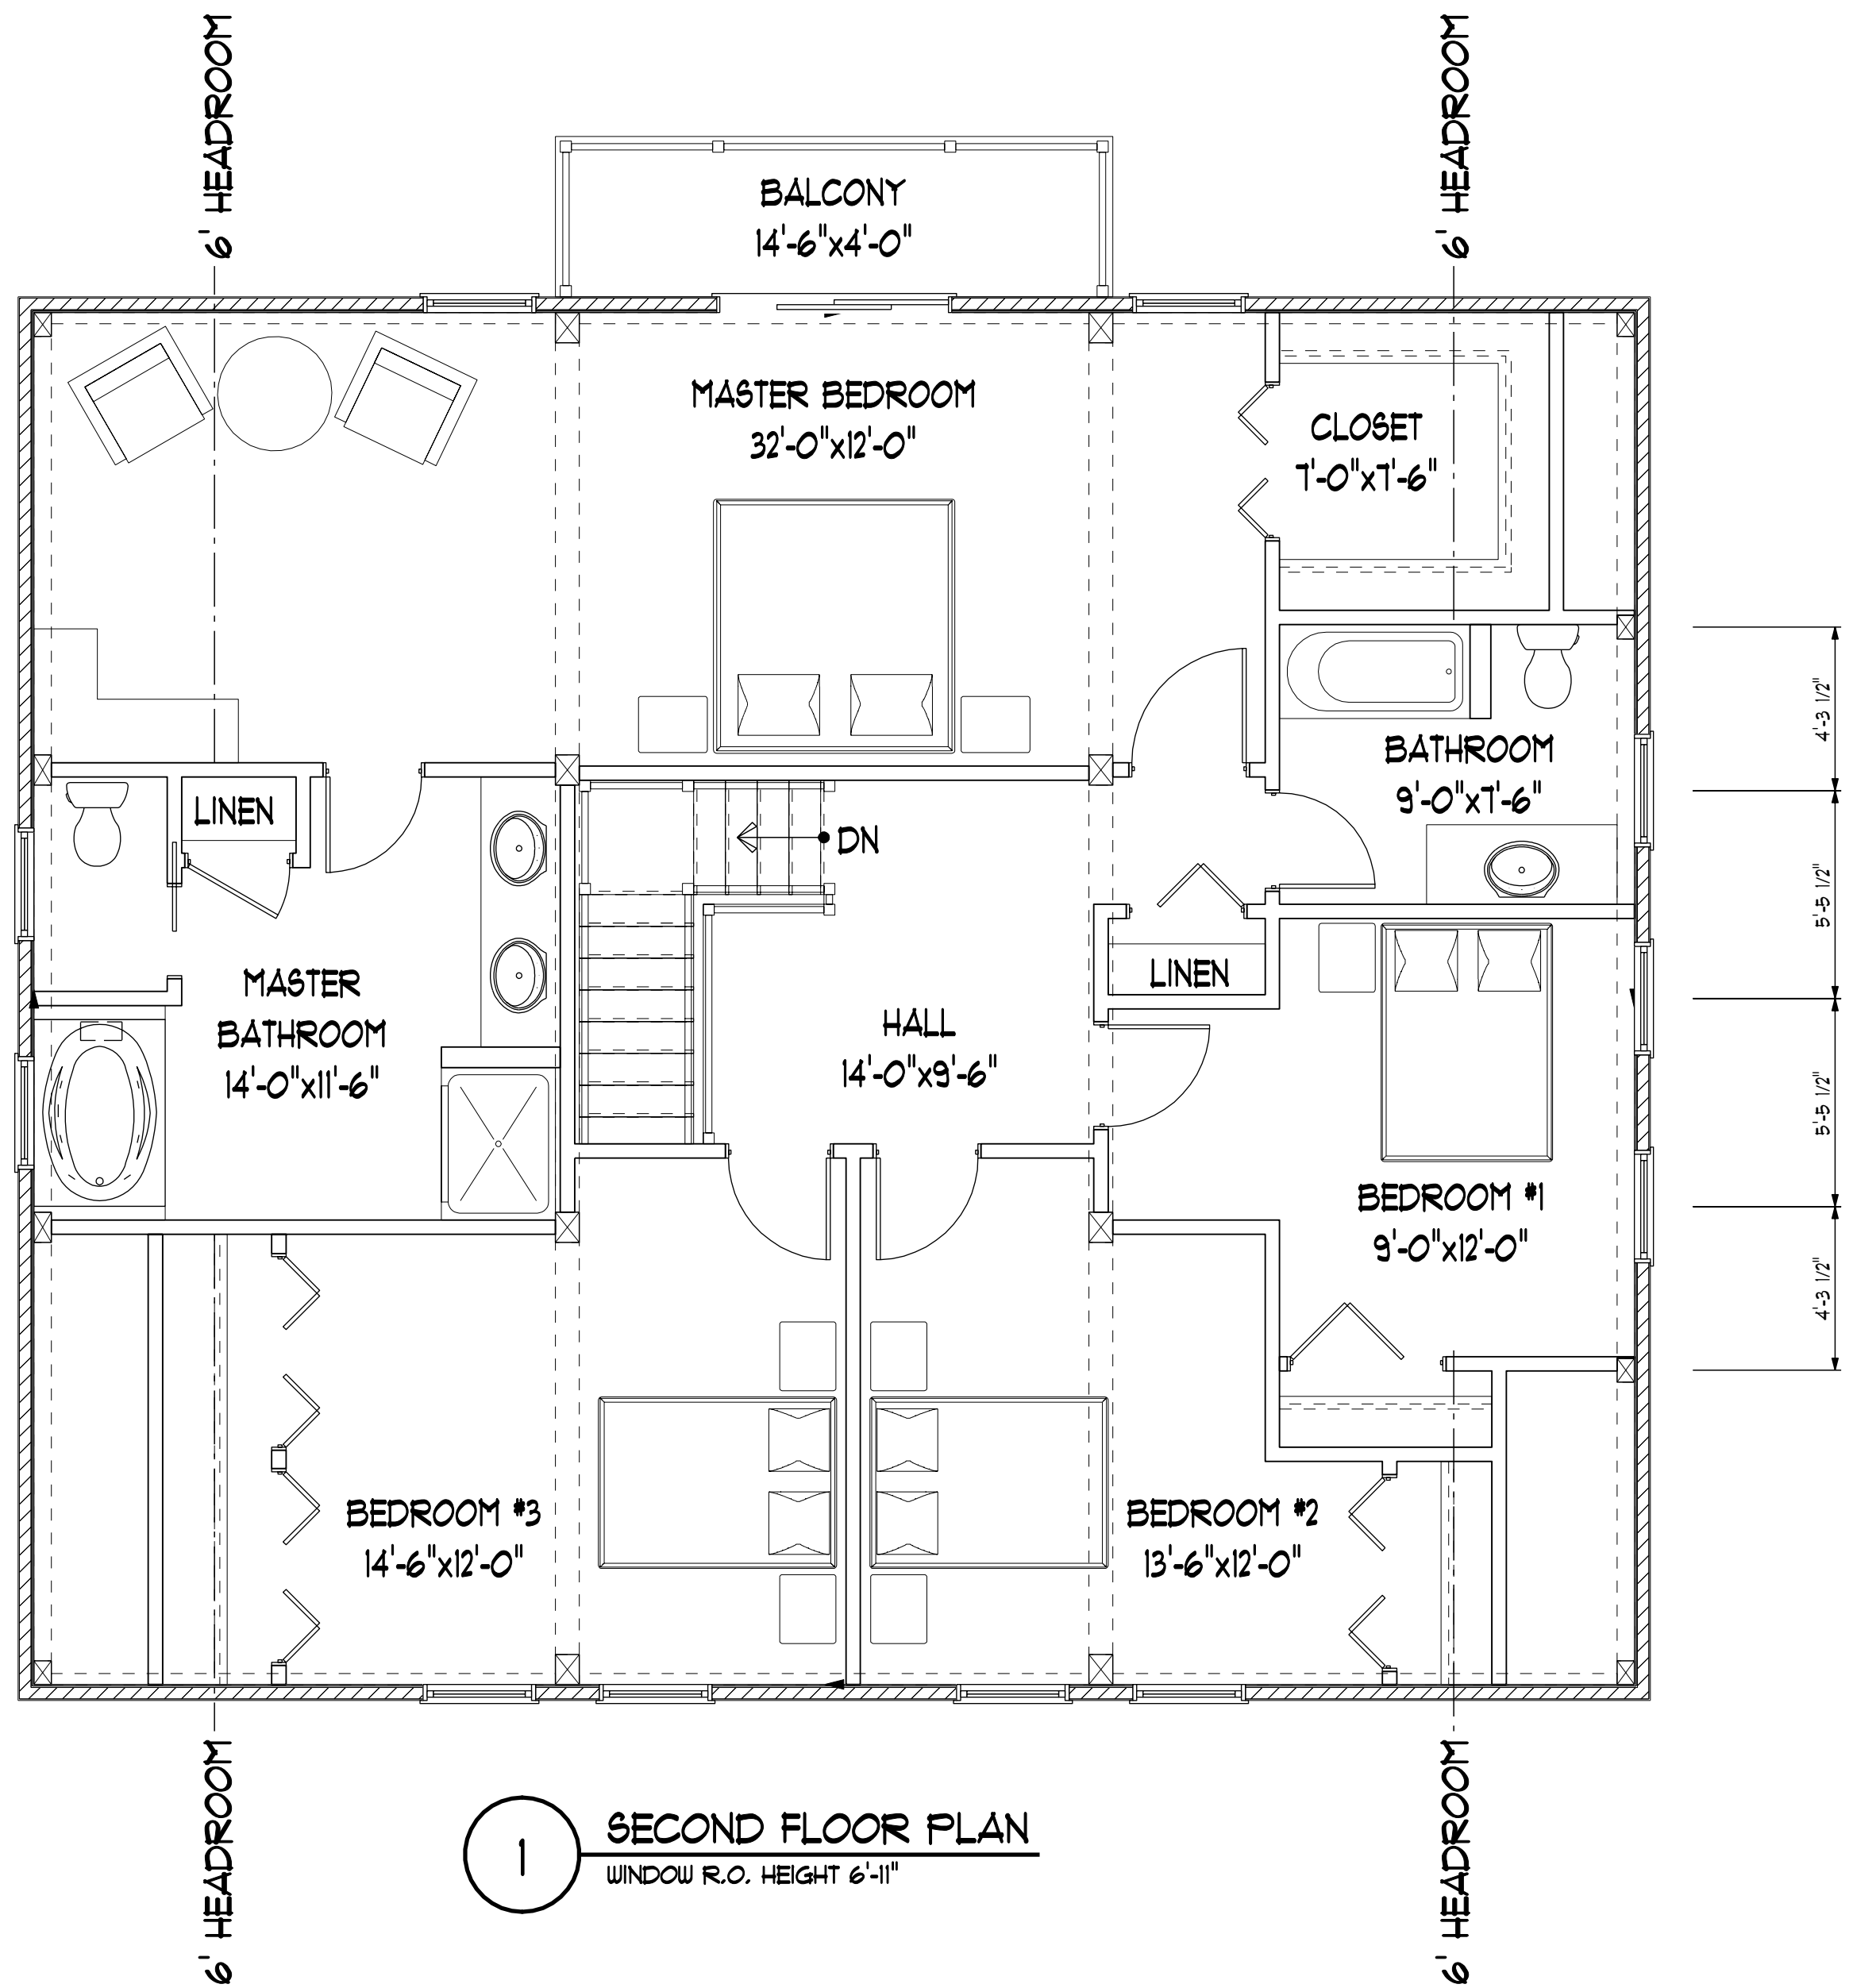 6' HEADROOM
6' HEADROOM
BALCONY
14'-6"x4'-0"
MASTER BEDROOM
32'-0"x12'-0"
CLOSET
7'-0"x7'-6"
4'-3 1/2"
BATHROOM
9'-0"x7'-6"
LINEN
DN
5'-5 1/2"
MASTER
BATHROOM
14'-0"x11'-6"
LINEN
HALL
14'-0"x9'-6"
5'-5 1/2"
BEDROOM #1
9'-0"x12'-0"
4'-3 1/2"
BEDROOM #3
14'-6"x12'-0"
BEDROOM #2
13'-6"x12'-0"
6' HEADROOM
6' HEADROOM
1
SECOND FLOOR PLAN
WINDOW R.O. HEIGHT 6'-11"